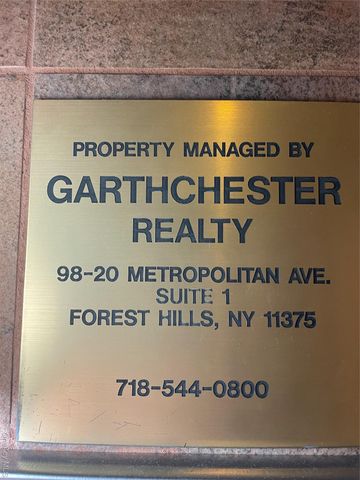 PROPERTY MANAGED BY
GARTHCHESTER
REALTY
98-20 METROPOLITAN AVE.
SUITE 1
FOREST HILLS, NY 11375
718-544-0800